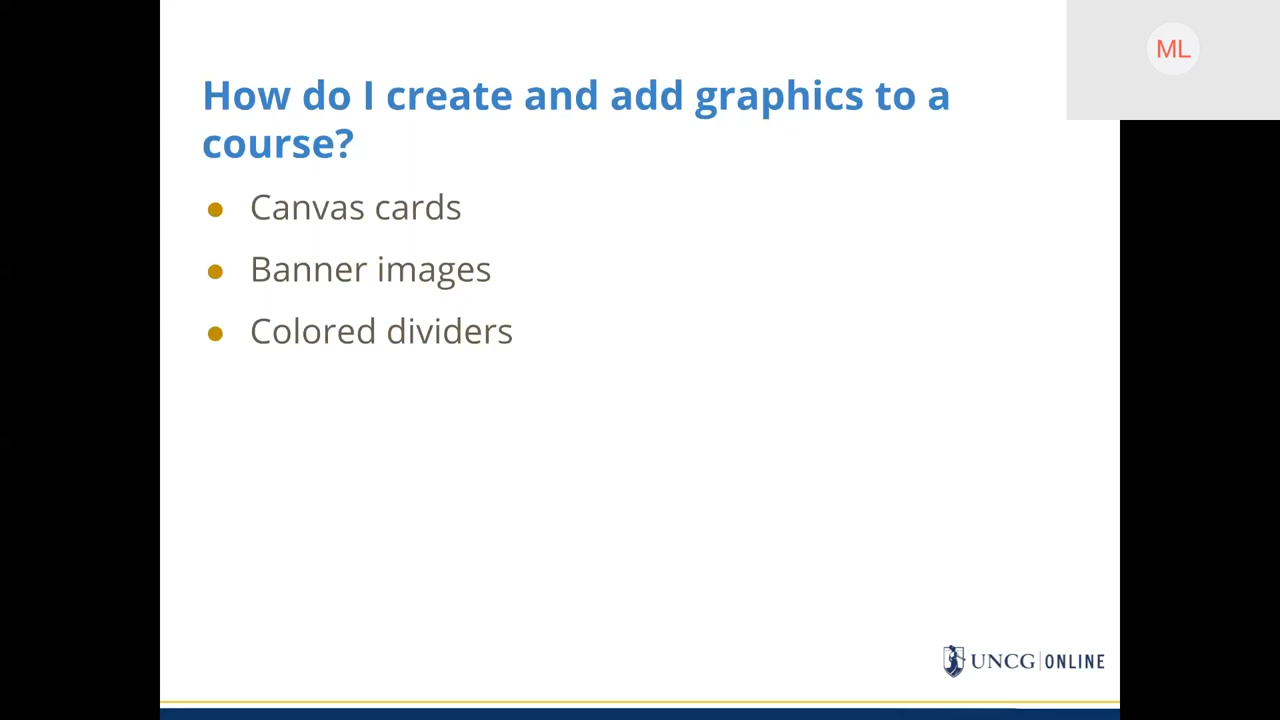 ML
How do I create and add graphics to a
course?
● Canvas cards
● Banner images
● Colored dividers
UNCG | ONLINE